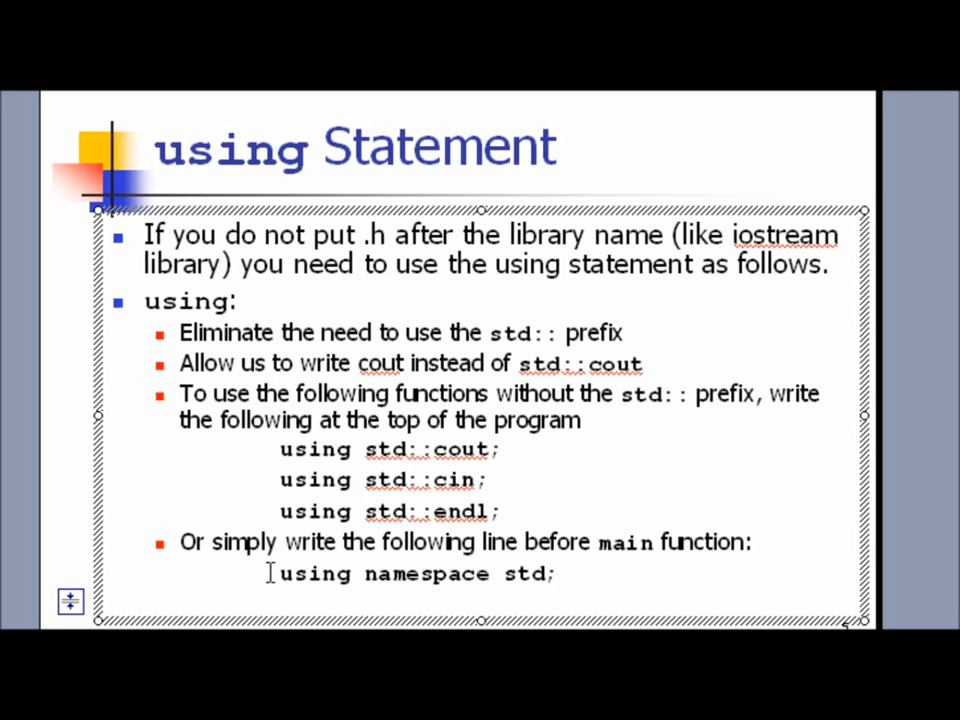 using Statement
If you do not put .h after the library name (like iostream
library) you need to use the using statement as follows.
using:
Eliminate the need to use the std:: prefix
Allow us to write cout instead of std::cout
To use the following functions without the std:: prefix, write
the following at the top of the program
using std::cout;
using std::cin;
using std::endl;
Or simply write the following line before main function:
using namespace std;